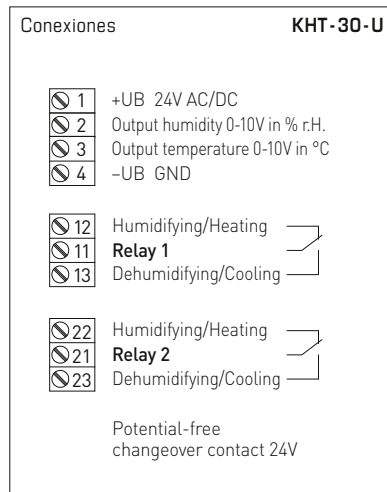 Conexiones KHT-30-U
1 +UB 24V AC/DC
2 Output humidity 0-10V in % r.H.
3 Output temperature 0-10V in °C
4 –UB GND
12 Humidifying/Heating
11 Relay 1
13 Dehumidifying/Cooling
22 Humidifying/Heating
21 Relay 2
23 Dehumidifying/Cooling
Potential-free
changeover contact 24V